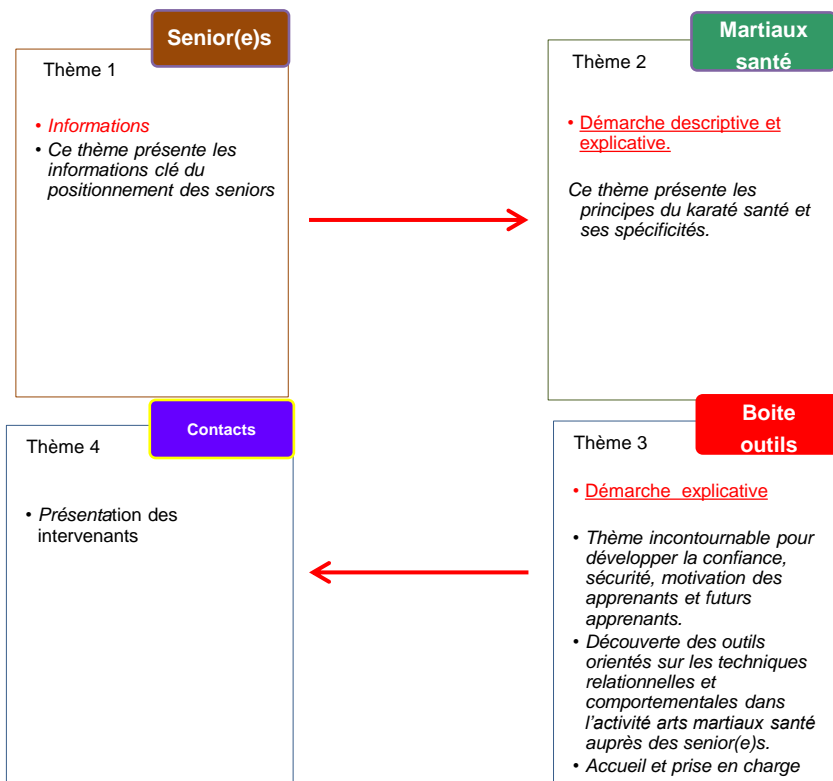 Senior(e)s
Thème 1
• Informations
• Ce thème présente les
informations clé du
positionnement des seniors
Martiaux
santé
Thème 2
• Démarche descriptive et
explicative.
Ce thème présente les
principes du karaté santé et
ses spécificités.
Boite
outils
Thème 3
• Démarche explicative
• Thème incontournable pour
développer la confiance,
sécurité, motivation des
apprenants et futurs
apprenants.
• Découverte des outils
orientés sur les techniques
relationnelles et
comportementales dans
l'activité arts martiaux santé
auprès des senior(e)s.
• Accueil et prise en charge
Contacts
Thème 4
• Présentation des
intervenants